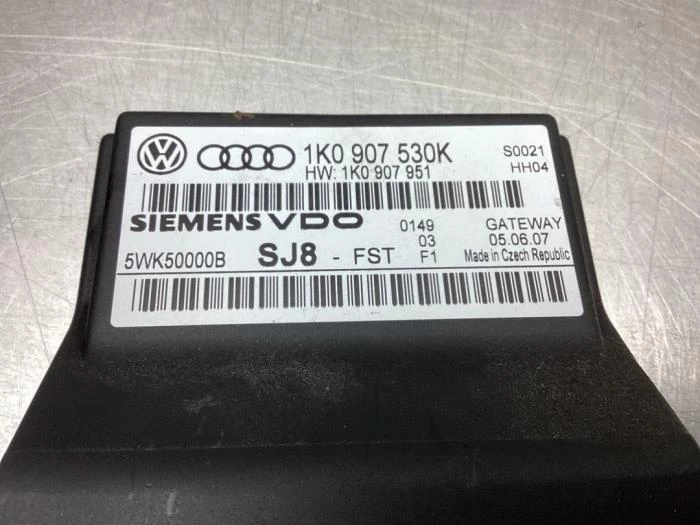 1K0 907 530K S0021
HW: 1K0 907 951 HH04
SIEMENS VDO 0149 GATEWAY
03 05.06.07
5WK50000B SJ8 - FST F1 Made in Czech Republic